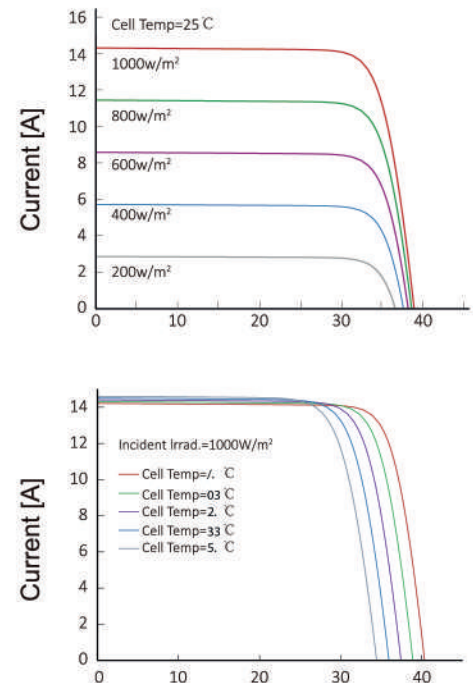 Current [A]
16
14
12
10
8
6
4
2
0
Cell Temp=25℃
1000w/m²
800w/m²
600w/m²
400w/m²
200w/m²
0 10 20 30 40
Current [A]
14
12
10
8
6
4
2
0
Incident Irrad.=1000W/m²
Cell Temp=/. ℃
Cell Temp=03℃
Cell Temp=2. ℃
Cell Temp=33℃
Cell Temp=5. ℃
0 10 20 30 40